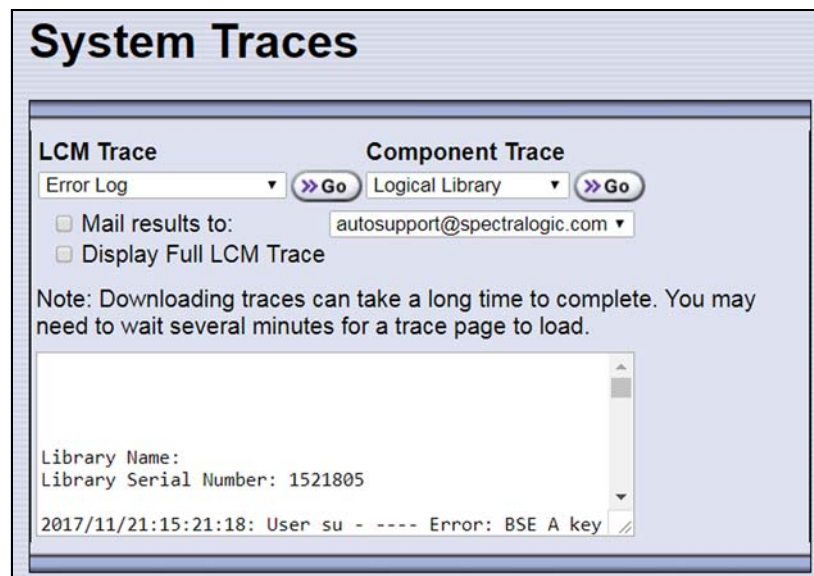 System Traces
LCM Trace Component Trace
Error Log Go Logical Library Go
Mail results to: autosupport@spectralogic.com
Display Full LCM Trace
Note: Downloading traces can take a long time to complete. You may
need to wait several minutes for a trace page to load.
Library Name:
Library Serial Number: 1521805
2017/11/21:15:21:18: User su - ---- Error: BSE A key